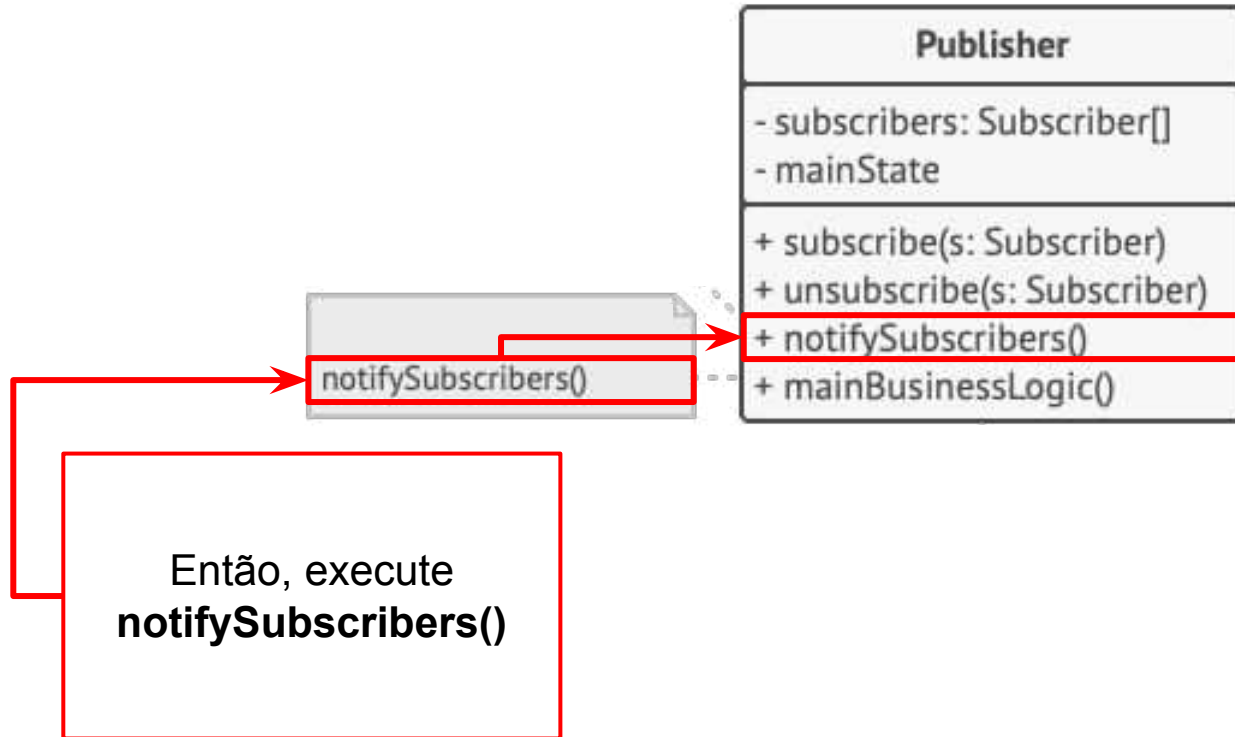 Publisher
- subscribers: Subscriber[]
- mainState
+ subscribe(s: Subscriber)
+ unsubscribe(s: Subscriber)
+ notifySubscribers()
+ mainBusinessLogic()
notifySubscribers()
Então, execute
notifySubscribers()